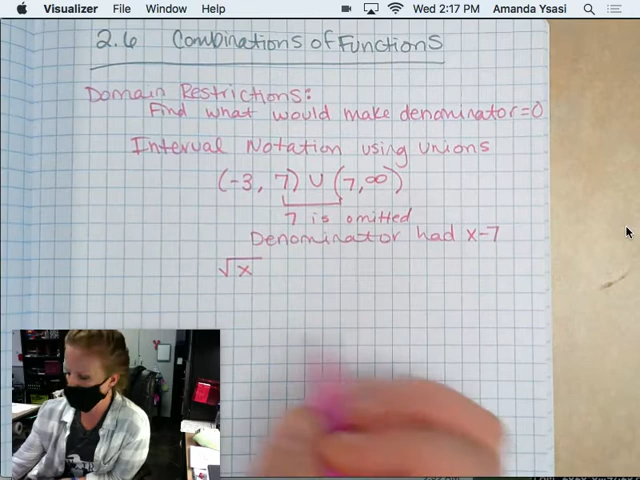 Visualizer File Window Help Wed 2:17 PM Amanda Ysasi
2.6 Combinations of Functions
Domain Restrictions:
Find what would make denominator=0
Interval Notation using unions
(-3, 7) ∪ (7, ∞)
7 is omitted
Denominator had x-7
√x